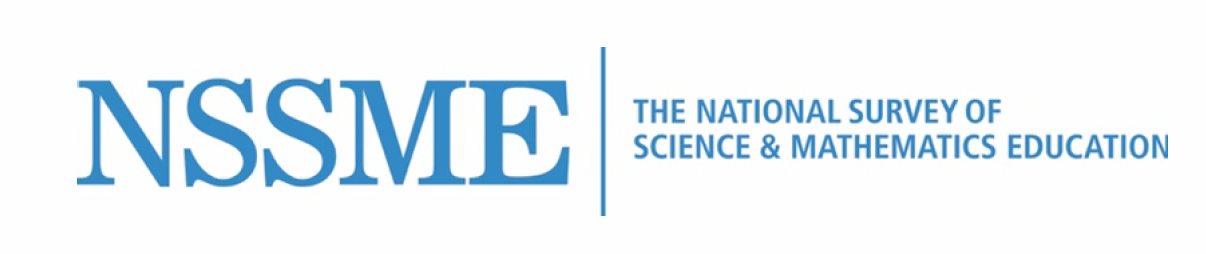 NSSME
THE NATIONAL SURVEY OF
SCIENCE & MATHEMATICS EDUCATION